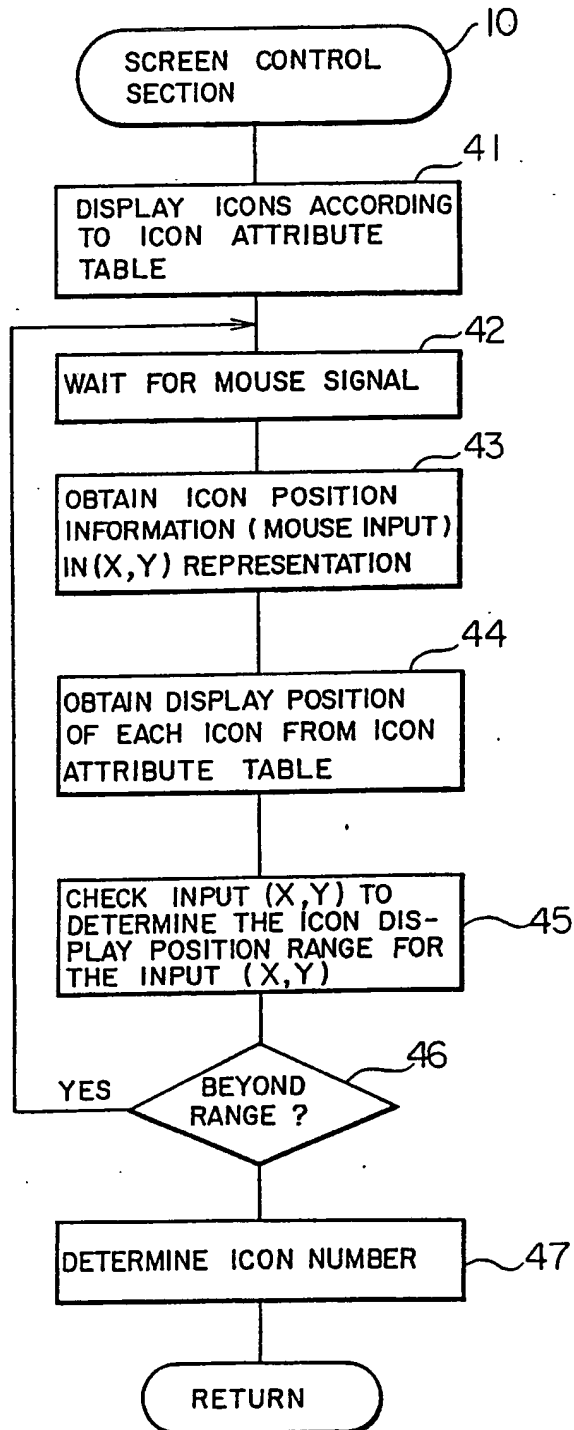 10
SCREEN CONTROL
SECTION
41
DISPLAY ICONS ACCORDING
TO ICON ATTRIBUTE
TABLE
42
WAIT FOR MOUSE SIGNAL
43
OBTAIN ICON POSITION
INFORMATION (MOUSE INPUT)
IN (X,Y) REPRESENTATION
44
OBTAIN DISPLAY POSITION
OF EACH ICON FROM ICON
ATTRIBUTE TABLE
CHECK INPUT (X,Y) TO
DETERMINE THE ICON DIS-
PLAY POSITION RANGE FOR
THE INPUT (X,Y)
45
46
YES
BEYOND
RANGE ?
DETERMINE ICON NUMBER
47
RETURN